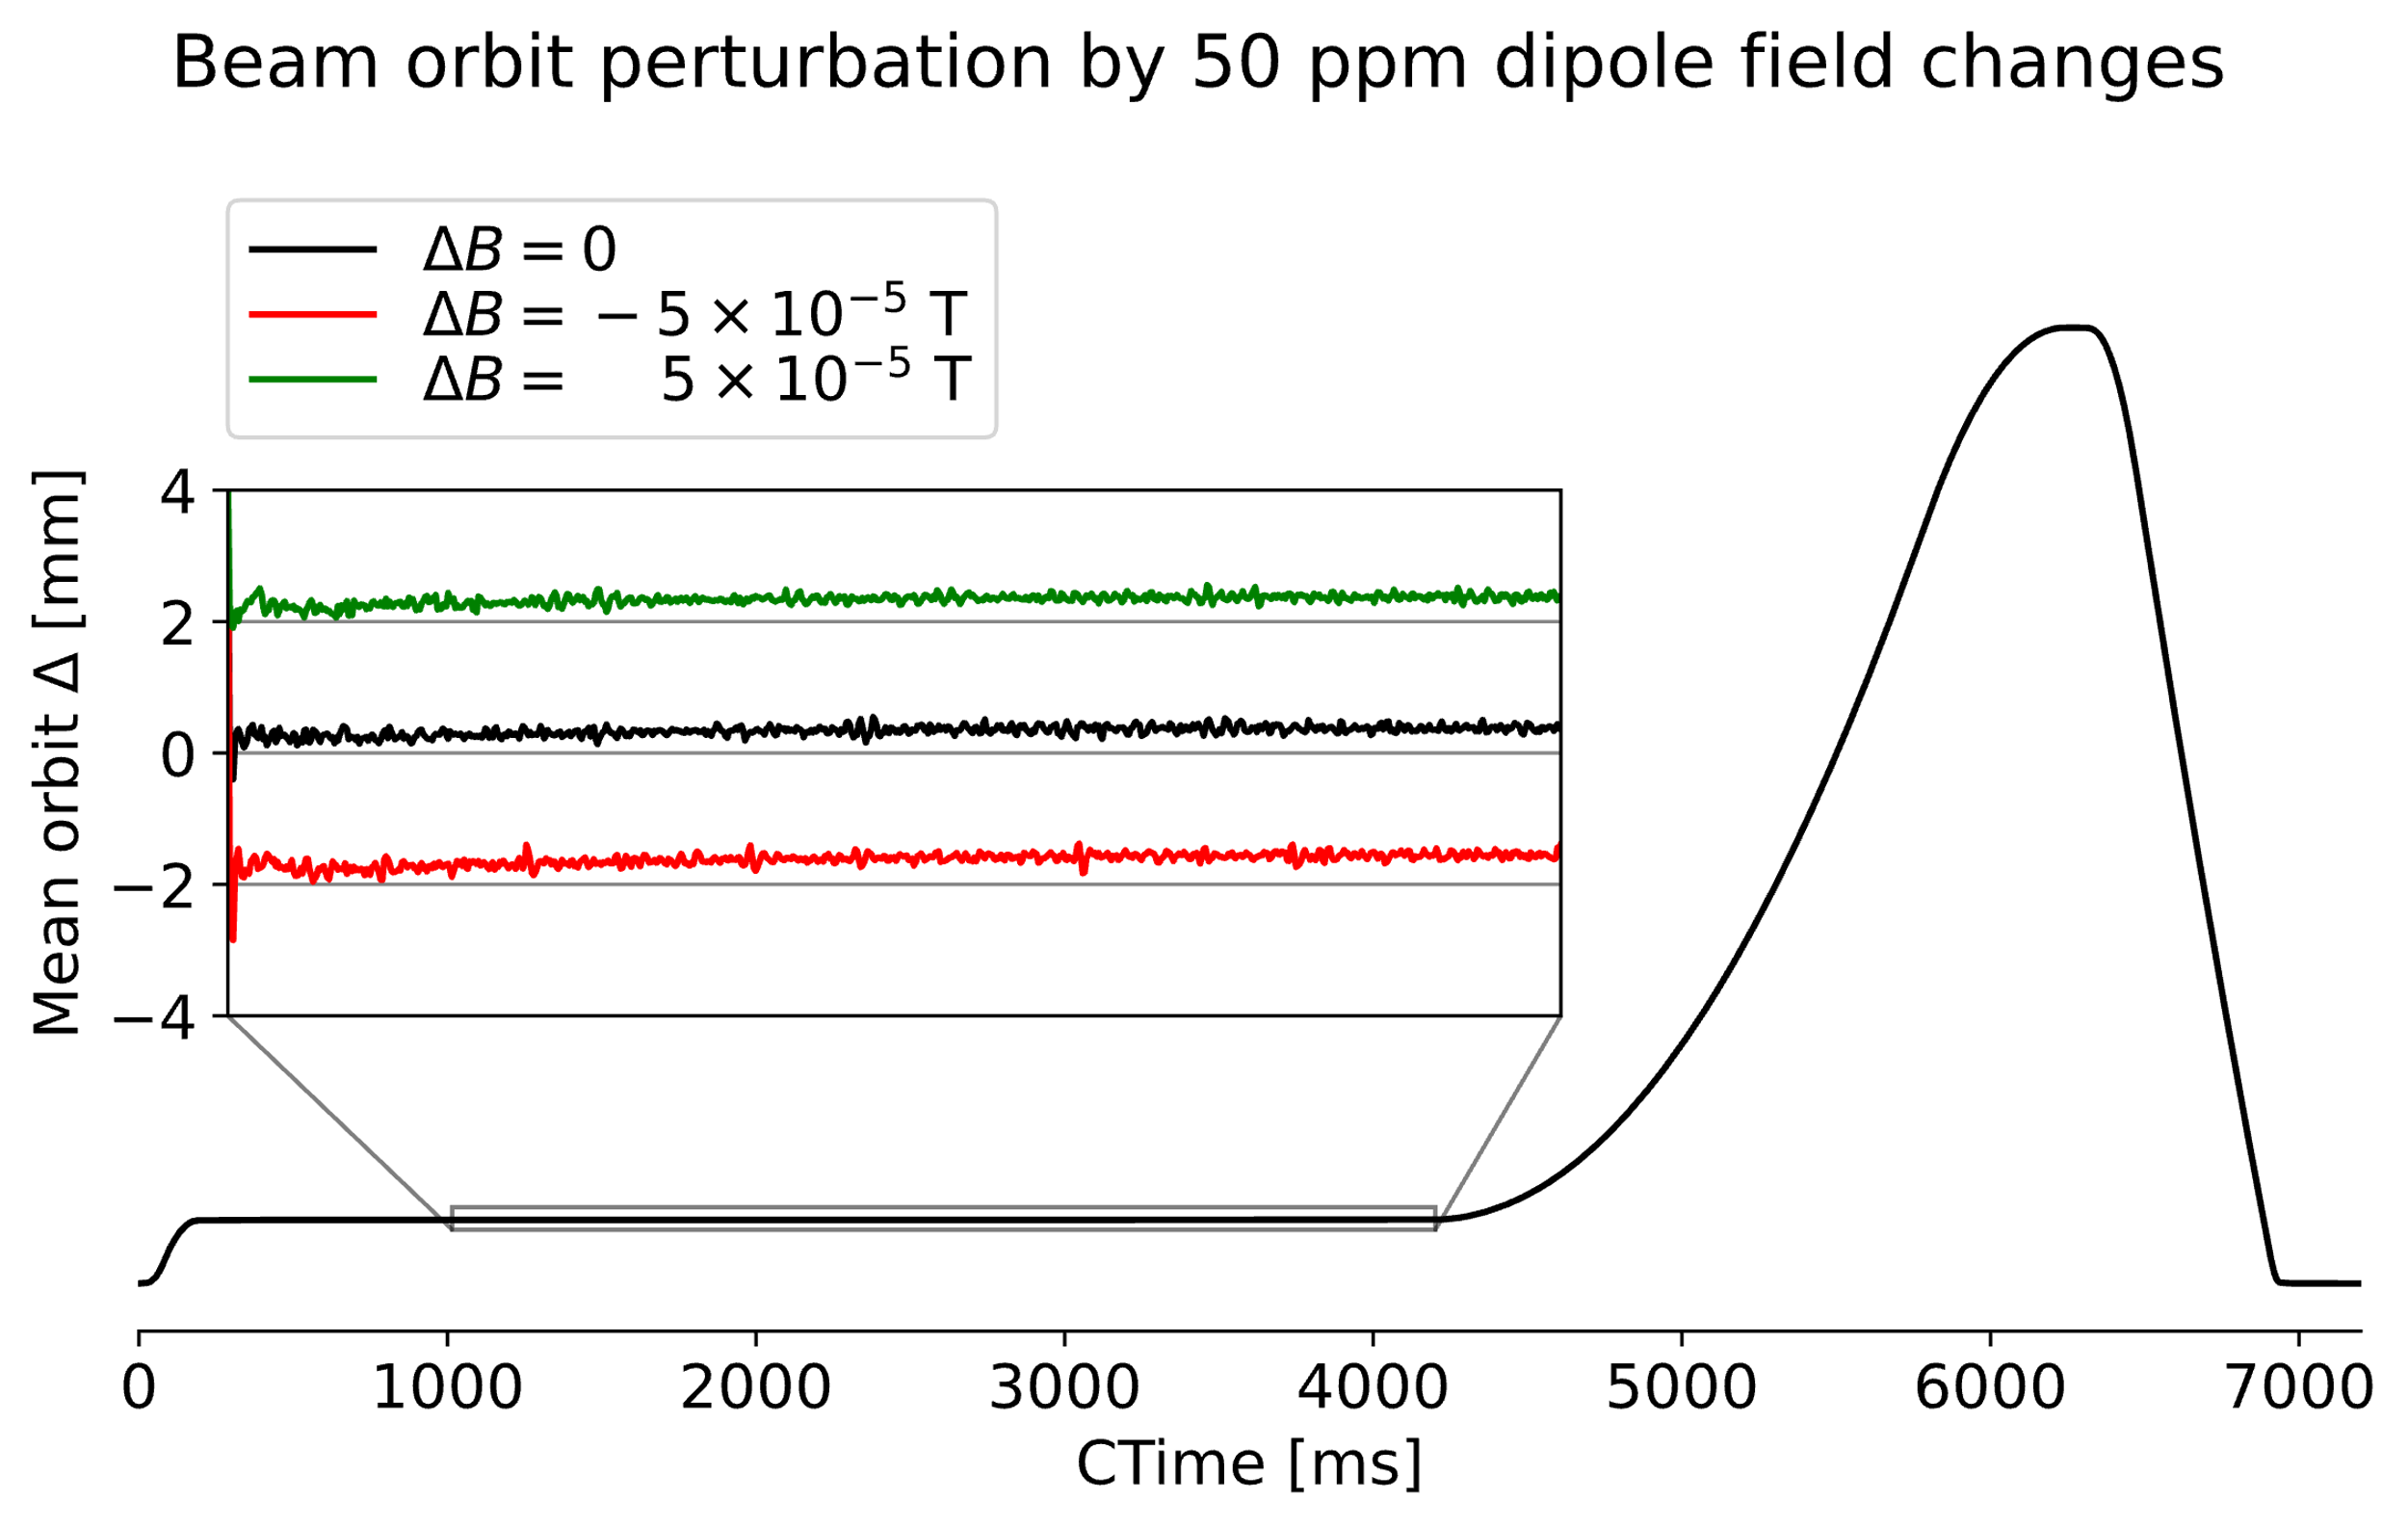 Beam orbit perturbation by 50 ppm dipole field changes
ΔB = 0
ΔB = − 5 × 10⁻⁵ T
ΔB = 5 × 10⁻⁵ T
Mean orbit Δ [mm]
4
2
0
−2
−4
0 1000 2000 3000 4000 5000 6000 7000
CTime [ms]